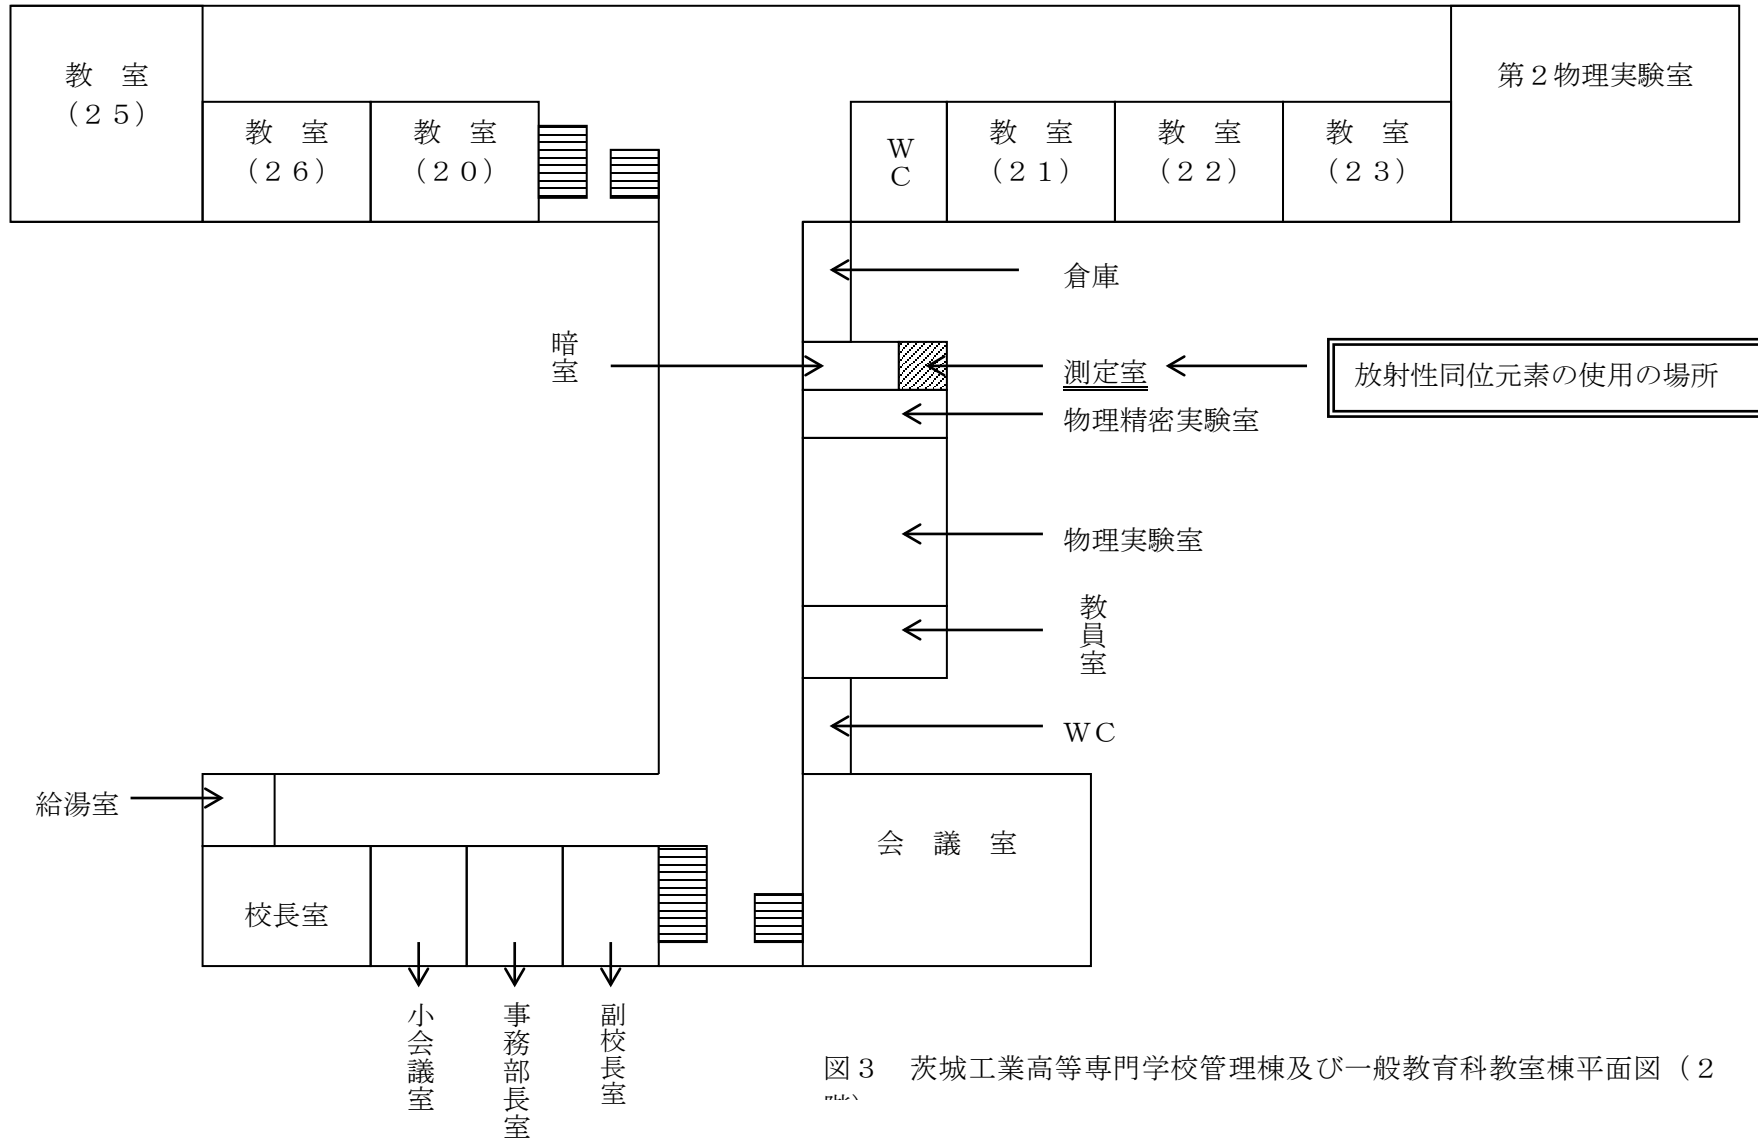 教　室
(２５)
教　室
(２６)
教　室
(２０)
ＷＣ
教　室
(２１)
教　室
(２２)
教　室
(２３)
第２物理実験室
倉庫
暗室
測定室
放射性同位元素の使用の場所
物理精密実験室
物理実験室
教員室
ＷＣ
給湯室
会　議　室
校長室
小会議室
事務部長室
副校長室
図３　茨城工業高等専門学校管理棟及び一般教育科教室棟平面図（２